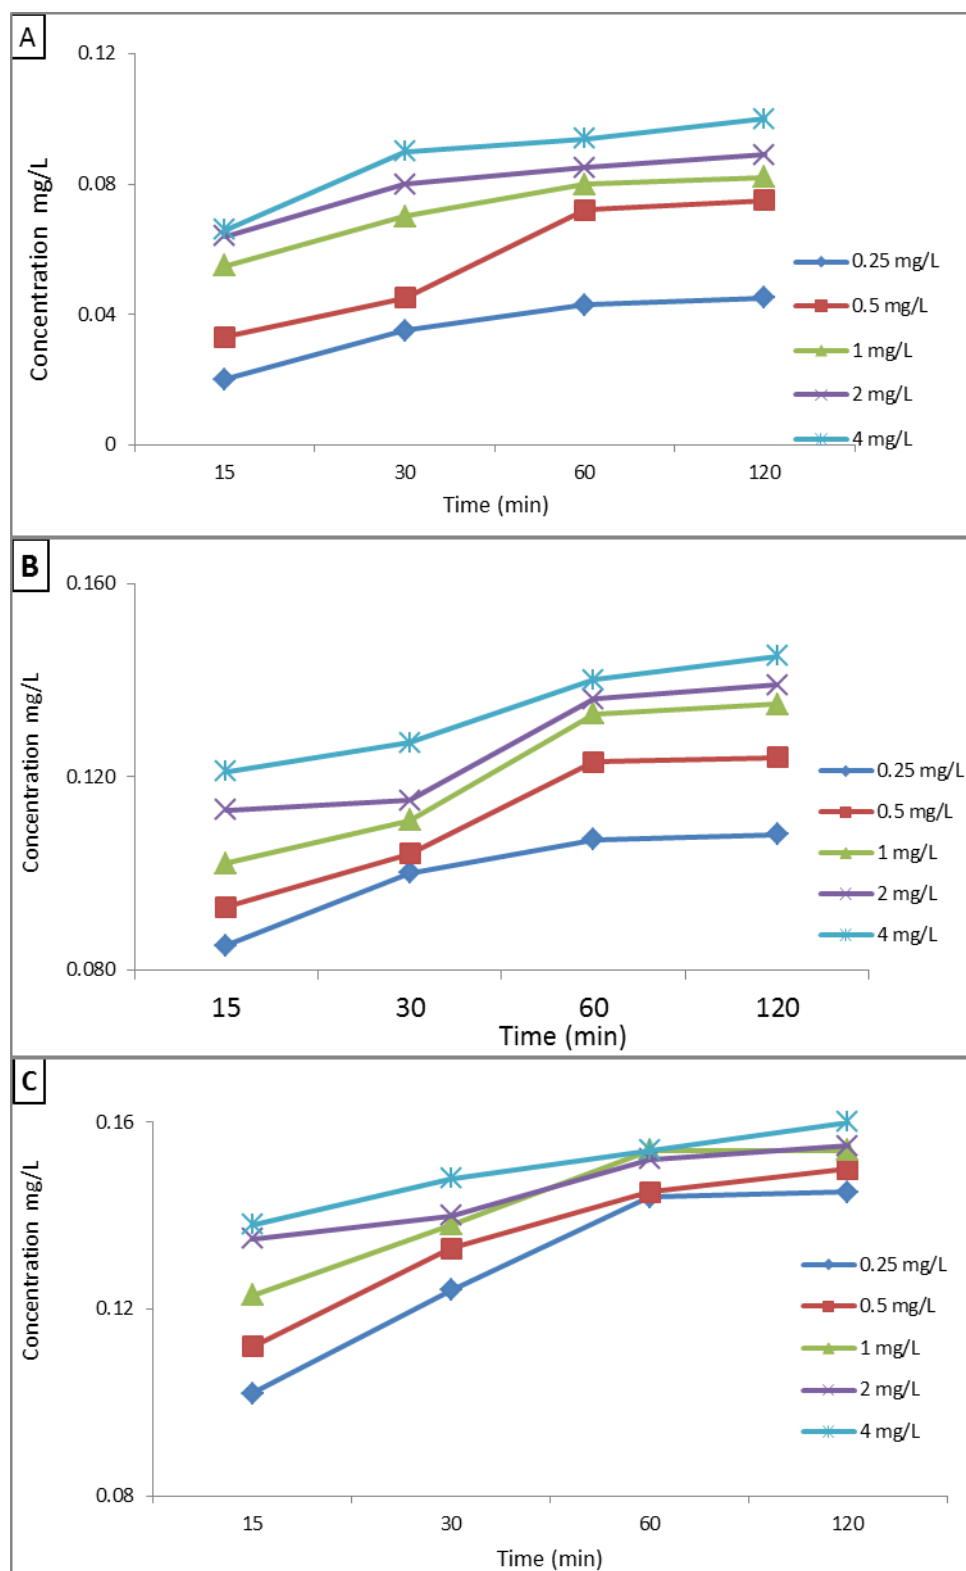 A
0.12
0.08
0.04
0
Concentration mg/L
15 30 60 120
Time (min)
0.25 mg/L
0.5 mg/L
1 mg/L
2 mg/L
4 mg/L
B
0.160
0.120
0.080
Concentration mg/L
15 30 60 120
Time (min)
0.25 mg/L
0.5 mg/L
1 mg/L
2 mg/L
4 mg/L
C
0.16
0.12
0.08
Concentration mg/L
15 30 60 120
Time (min)
0.25 mg/L
0.5 mg/L
1 mg/L
2 mg/L
4 mg/L